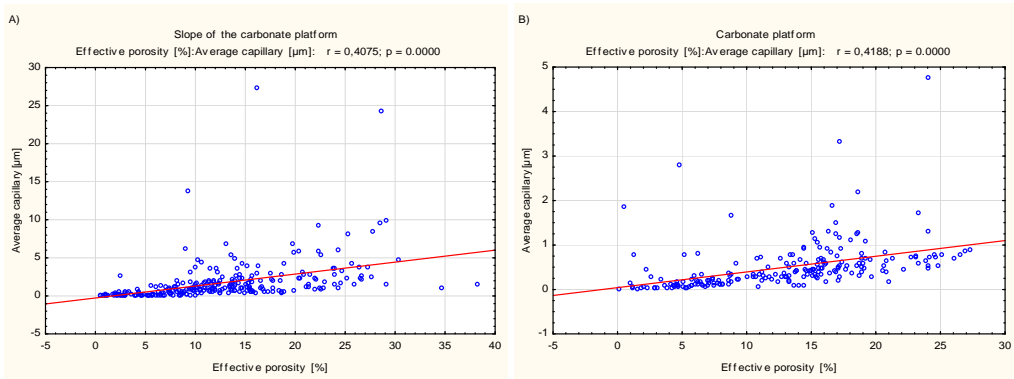 A)
Slope of the carbonate platform
Effective porosity [%]:Average capillary [µm]: r = 0,4075; p = 0.0000
30
25
20
15
10
5
0
-5
Average capillary [µm]
-5 0 5 10 15 20 25 30 35 40
Effective porosity [%]
B)
Carbonate platform
Effective porosity [%]:Average capillary [µm]: r = 0,4188; p = 0.0000
5
4
3
2
1
0
-1
Average capillary [µm]
-5 0 5 10 15 20 25 30
Effective porosity [%]